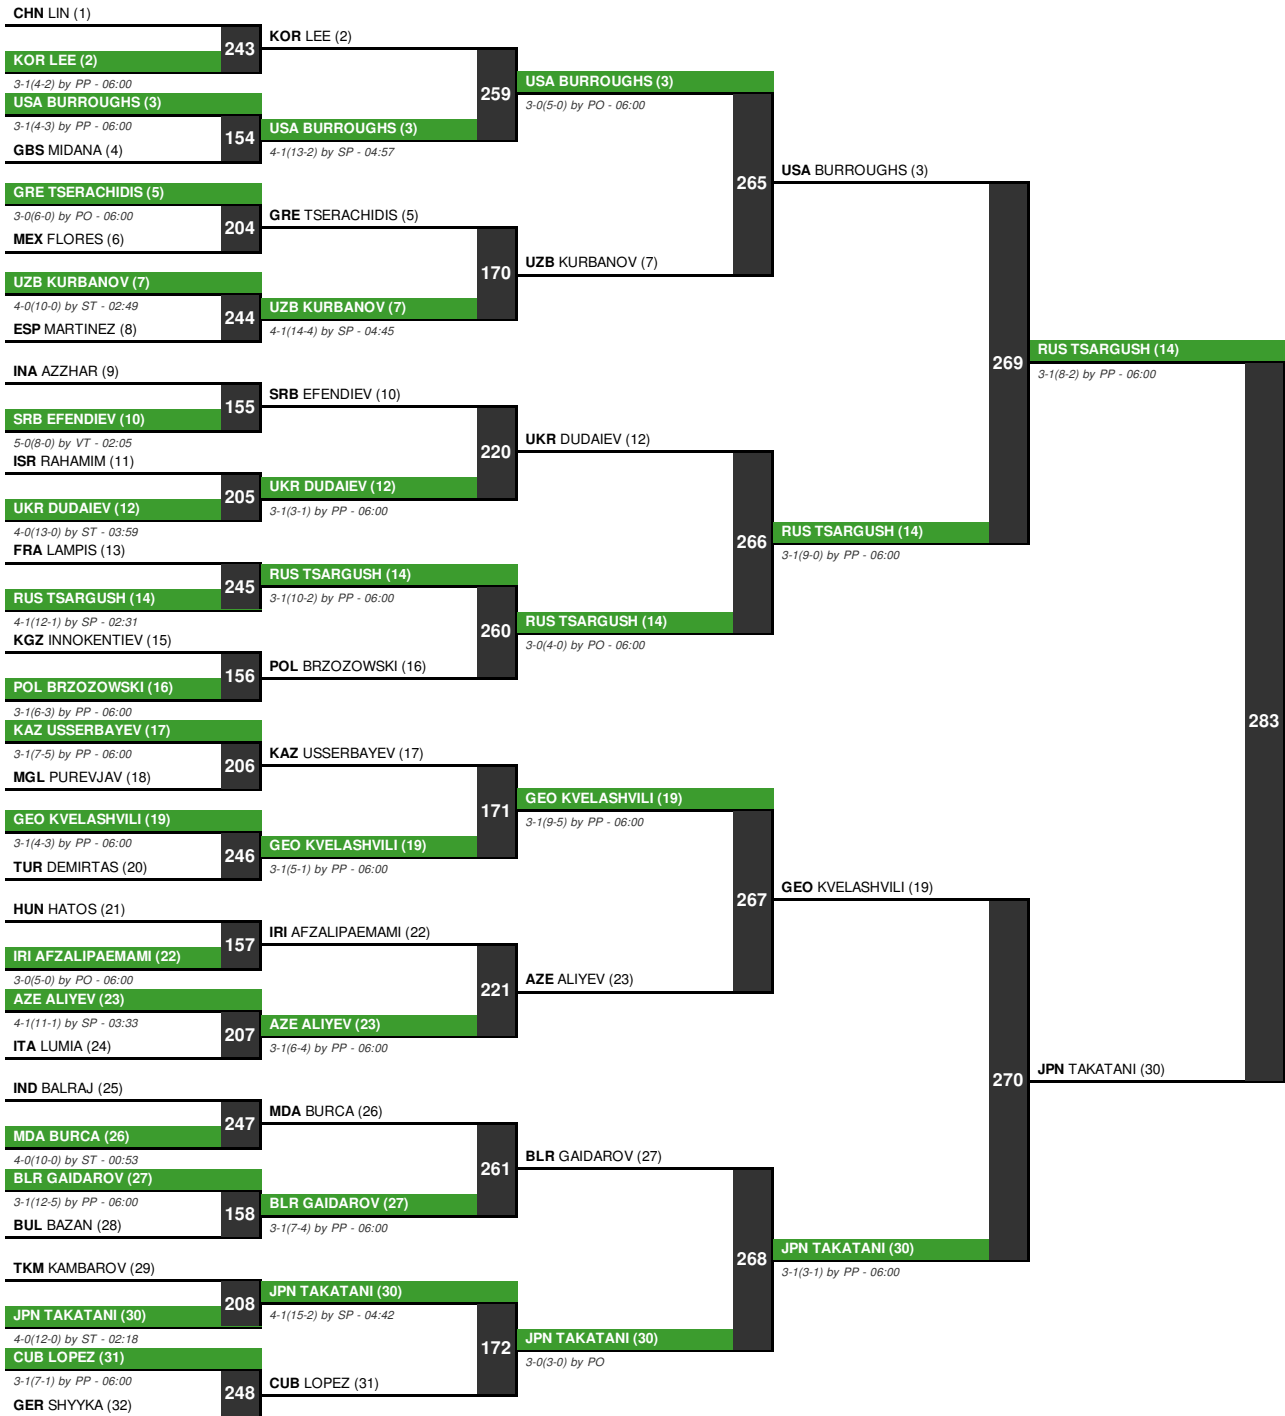 CHN LIN (1)
243
KOR LEE (2)
3-1(4-2) by PP - 06:00
USA BURROUGHS (3)
3-1(4-3) by PP - 06:00
154
GBS MIDANA (4)
GRE TSERACHIDIS (5)
3-0(6-0) by PO - 06:00
204
MEX FLORES (6)
UZB KURBANOV (7)
4-0(10-0) by ST - 02:49
244
ESP MARTINEZ (8)
INA AZZHAR (9)
155
SRB EFENDIEV (10)
5-0(8-0) by VT - 02:05
ISR RAHAMIM (11)
205
UKR DUDAIEV (12)
4-0(13-0) by ST - 03:59
FRA LAMPIS (13)
245
RUS TSARGUSH (14)
4-1(12-1) by SP - 02:31
KGZ INNOKENTIEV (15)
156
POL BRZOZOWSKI (16)
3-1(6-3) by PP - 06:00
KAZ USSERBAYEV (17)
3-1(7-5) by PP - 06:00
206
MGL PUREVJAV (18)
GEO KVELASHVILI (19)
3-1(4-3) by PP - 06:00
246
TUR DEMIRTAS (20)
HUN HATOS (21)
157
IRI AFZALIPAEMAMI (22)
3-0(5-0) by PO - 06:00
AZE ALIYEV (23)
4-1(11-1) by SP - 03:33
207
ITA LUMIA (24)
IND BALRAJ (25)
247
MDA BURCA (26)
4-0(10-0) by ST - 00:53
BLR GAIDAROV (27)
3-1(12-5) by PP - 06:00
158
BUL BAZAN (28)
TKM KAMBAROV (29)
208
JPN TAKATANI (30)
4-0(12-0) by ST - 02:18
CUB LOPEZ (31)
3-1(7-1) by PP - 06:00
248
GER SHYYKA (32)
KOR LEE (2)
259
USA BURROUGHS (3)
4-1(13-2) by SP - 04:57
GRE TSERACHIDIS (5)
170
UZB KURBANOV (7)
4-1(14-4) by SP - 04:45
SRB EFENDIEV (10)
220
UKR DUDAIEV (12)
3-1(3-1) by PP - 06:00
RUS TSARGUSH (14)
3-1(10-2) by PP - 06:00
260
POL BRZOZOWSKI (16)
KAZ USSERBAYEV (17)
171
GEO KVELASHVILI (19)
3-1(5-1) by PP - 06:00
IRI AFZALIPAEMAMI (22)
221
AZE ALIYEV (23)
3-1(6-4) by PP - 06:00
MDA BURCA (26)
261
BLR GAIDAROV (27)
3-1(7-4) by PP - 06:00
JPN TAKATANI (30)
4-1(15-2) by SP - 04:42
172
CUB LOPEZ (31)
USA BURROUGHS (3)
3-0(5-0) by PO - 06:00
265
UZB KURBANOV (7)
UKR DUDAIEV (12)
266
RUS TSARGUSH (14)
3-0(4-0) by PO - 06:00
GEO KVELASHVILI (19)
3-1(9-5) by PP - 06:00
267
AZE ALIYEV (23)
BLR GAIDAROV (27)
268
JPN TAKATANI (30)
3-0(3-0) by PO
USA BURROUGHS (3)
269
RUS TSARGUSH (14)
3-1(9-0) by PP - 06:00
GEO KVELASHVILI (19)
270
JPN TAKATANI (30)
3-1(3-1) by PP - 06:00
RUS TSARGUSH (14)
3-1(8-2) by PP - 06:00
283
JPN TAKATANI (30)